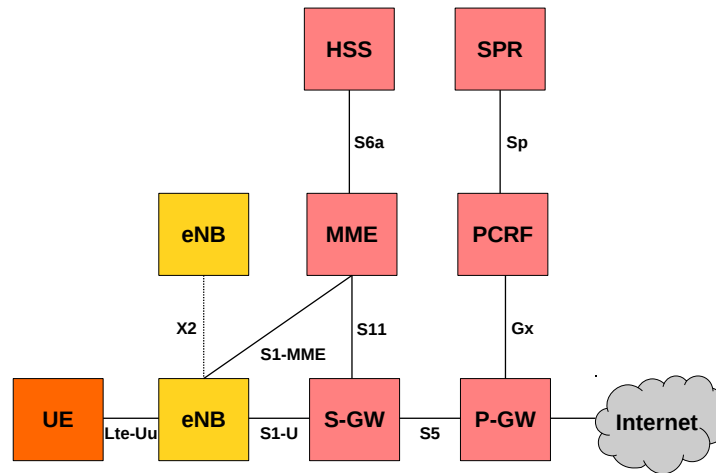 HSS
SPR
S6a
Sp
eNB
MME
PCRF
X2
S1-MME
S11
Gx
UE
Lte-Uu
eNB
S1-U
S-GW
S5
P-GW
Internet